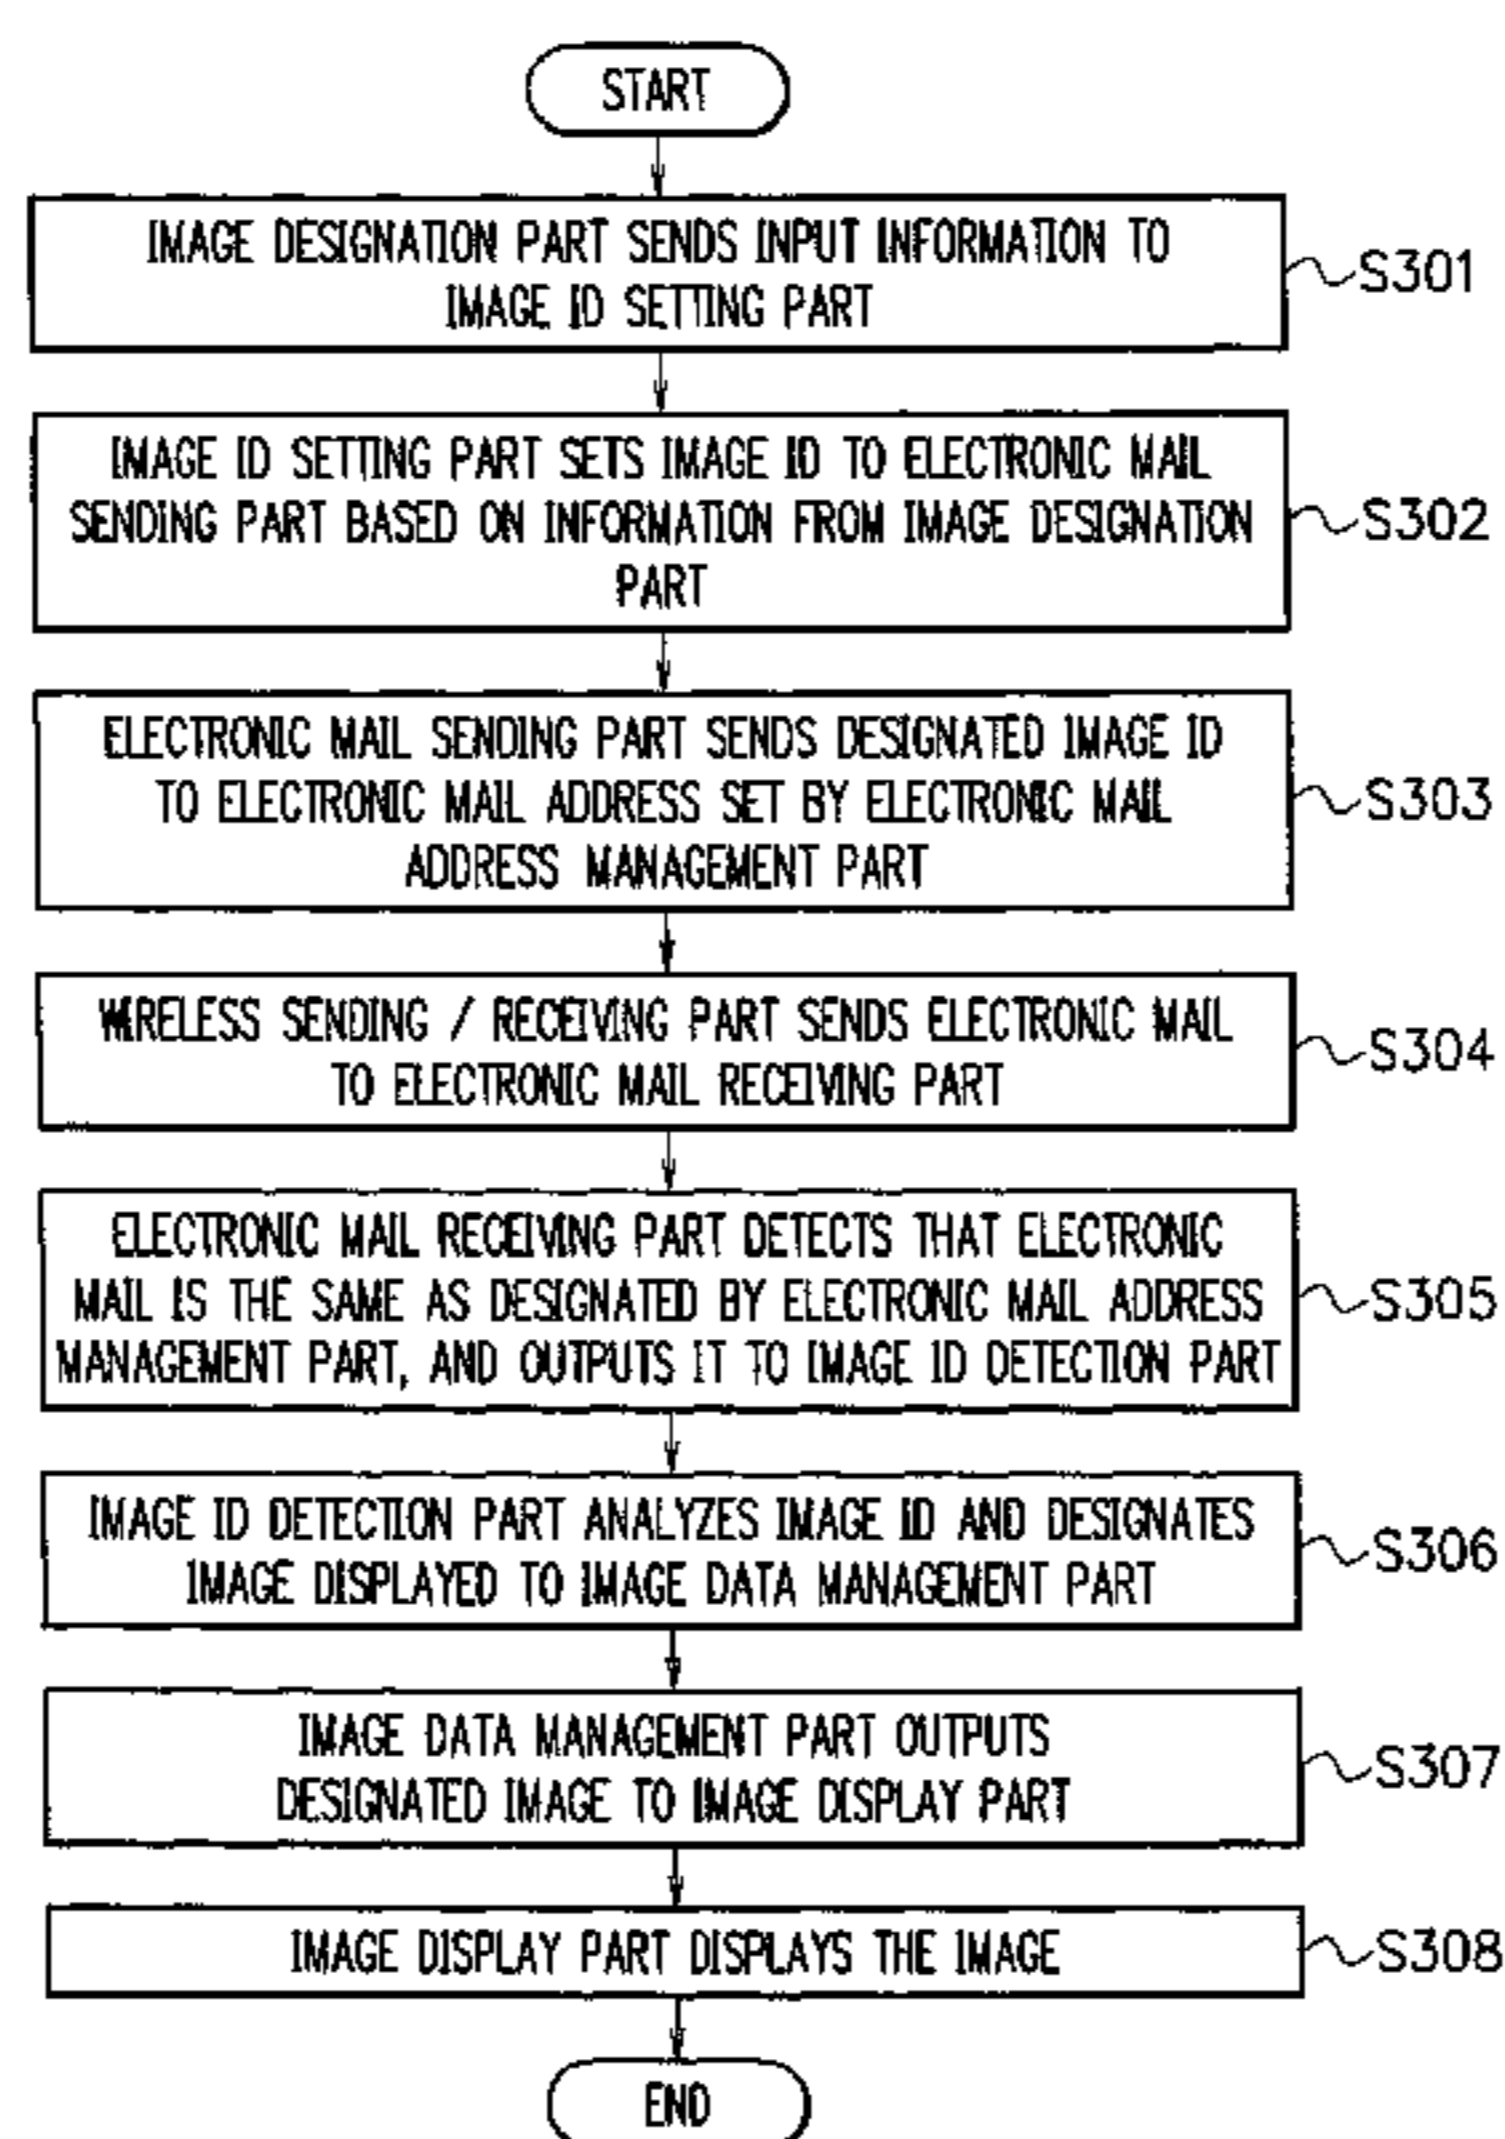 START
IMAGE DESIGNATION PART SENDS INPUT INFORMATION TO
IMAGE ID SETTING PART
S301
IMAGE ID SETTING PART SETS IMAGE ID TO ELECTRONIC MAIL
SENDING PART BASED ON INFORMATION FROM IMAGE DESIGNATION
PART
S302
ELECTRONIC MAIL SENDING PART SENDS DESIGNATED IMAGE ID
TO ELECTRONIC MAIL ADDRESS SET BY ELECTRONIC MAIL
ADDRESS MANAGEMENT PART
S303
WIRELESS SENDING / RECEIVING PART SENDS ELECTRONIC MAIL
TO ELECTRONIC MAIL RECEIVING PART
S304
ELECTRONIC MAIL RECEIVING PART DETECTS THAT ELECTRONIC
MAIL IS THE SAME AS DESIGNATED BY ELECTRONIC MAIL ADDRESS
MANAGEMENT PART, AND OUTPUTS IT TO IMAGE ID DETECTION PART
S305
IMAGE ID DETECTION PART ANALYZES IMAGE ID AND DESIGNATES
IMAGE DISPLAYED TO IMAGE DATA MANAGEMENT PART
S306
IMAGE DATA MANAGEMENT PART OUTPUTS
DESIGNATED IMAGE TO IMAGE DISPLAY PART
S307
IMAGE DISPLAY PART DISPLAYS THE IMAGE
S308
END